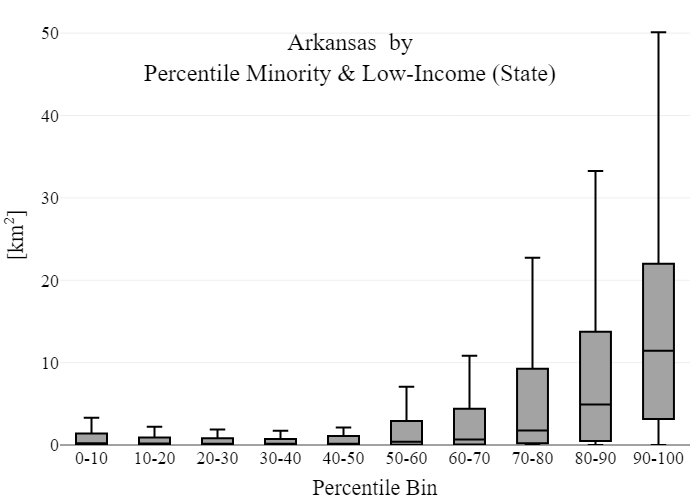 Arkansas by
Percentile Minority & Low-Income (State)
50
40
30
20
10
0
[km²]
0-10 10-20 20-30 30-40 40-50 50-60 60-70 70-80 80-90 90-100
Percentile Bin